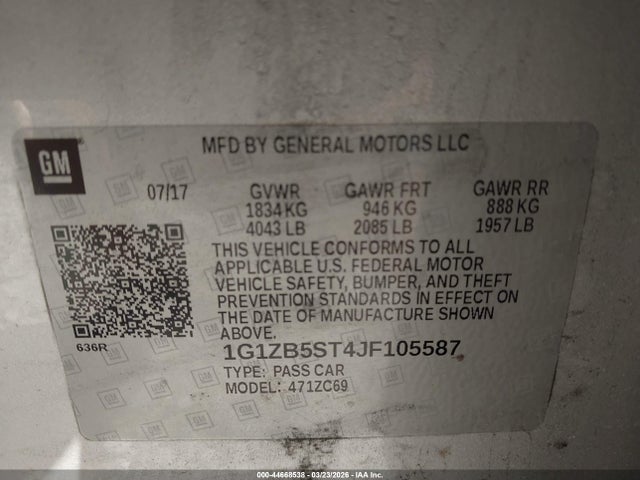 GM
MFD BY GENERAL MOTORS LLC
07/17 GVWR GAWR FRT GAWR RR
1834 KG 946 KG 888 KG
4043 LB 2085 LB 1957 LB
THIS VEHICLE CONFORMS TO ALL
APPLICABLE U.S. FEDERAL MOTOR
VEHICLE SAFETY, BUMPER, AND THEFT
PREVENTION STANDARDS IN EFFECT ON
THE DATE OF MANUFACTURE SHOWN
ABOVE.
636R
1G1ZB5ST4JF105587
TYPE: PASS CAR
MODEL: 471ZC69
000-44668538 - 03/23/2026 - IAA Inc.